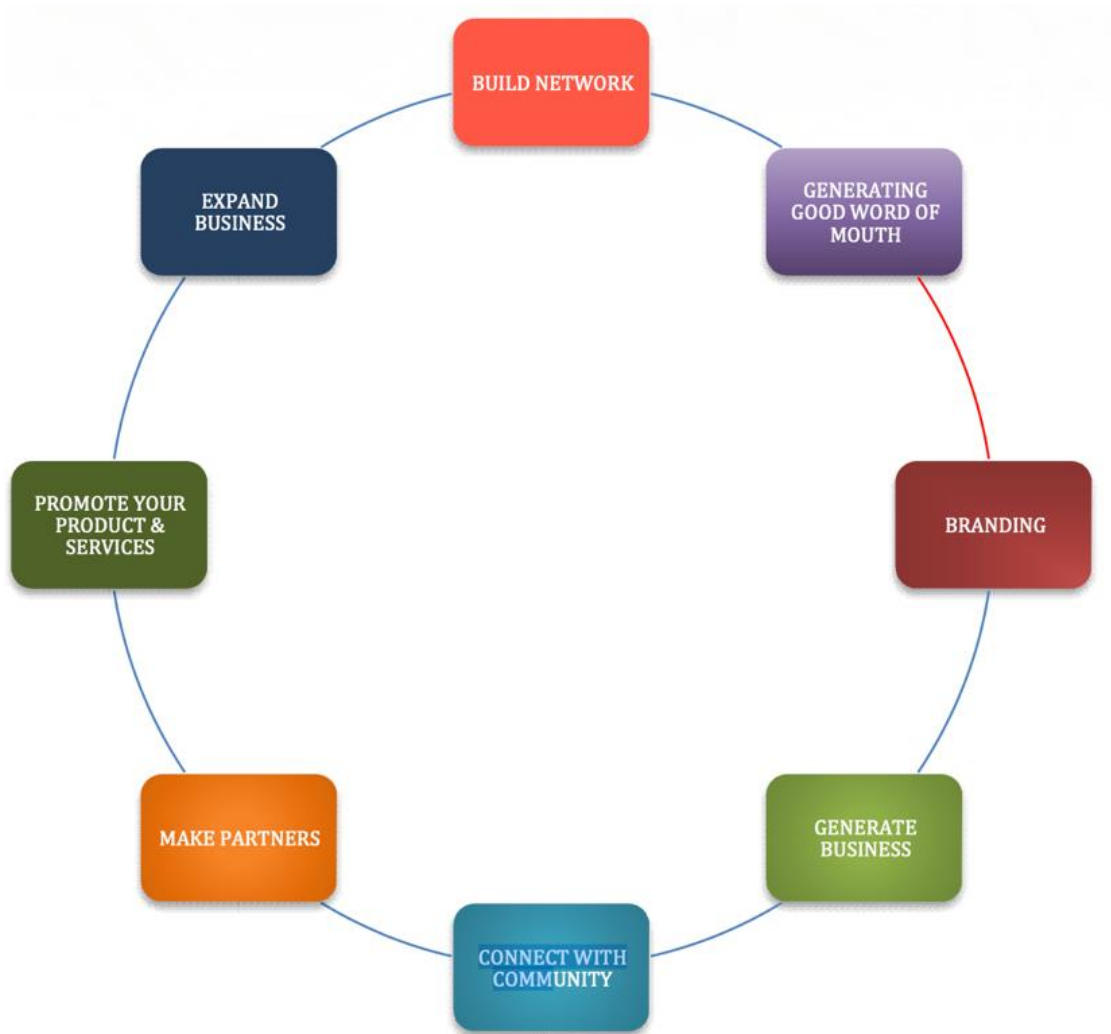 BUILD NETWORK
GENERATING
GOOD WORD OF
MOUTH
BRANDING
GENERATE
BUSINESS
CONNECT WITH
COMMUNITY
MAKE PARTNERS
PROMOTE YOUR
PRODUCT &
SERVICES
EXPAND
BUSINESS